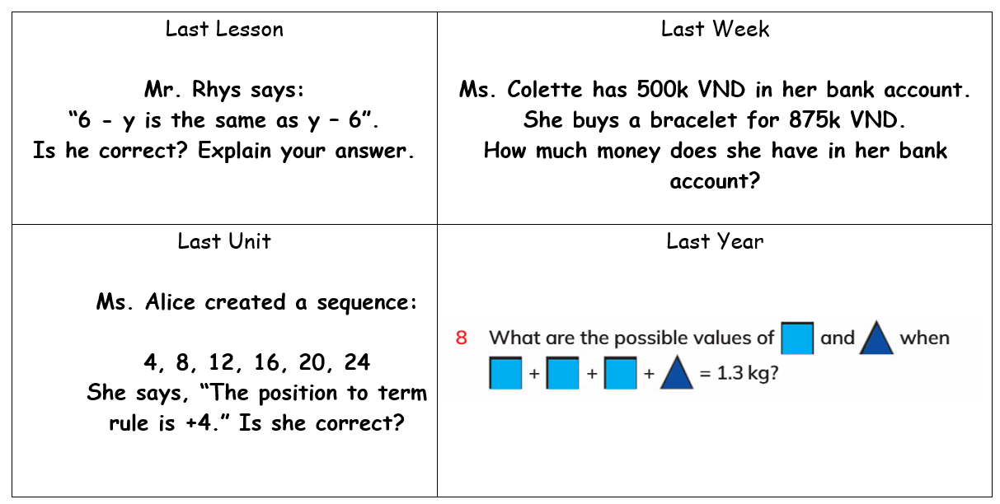 Last Lesson
Mr. Rhys says:
“6 - y is the same as y – 6”.
Is he correct? Explain your answer.
Last Week
Ms. Colette has 500k VND in her bank account.
She buys a bracelet for 875k VND.
How much money does she have in her bank
account?
Last Unit
Ms. Alice created a sequence:
4, 8, 12, 16, 20, 24
She says, “The position to term
rule is +4.” Is she correct?
Last Year
8 What are the possible values of and when
+ + + = 1.3 kg?